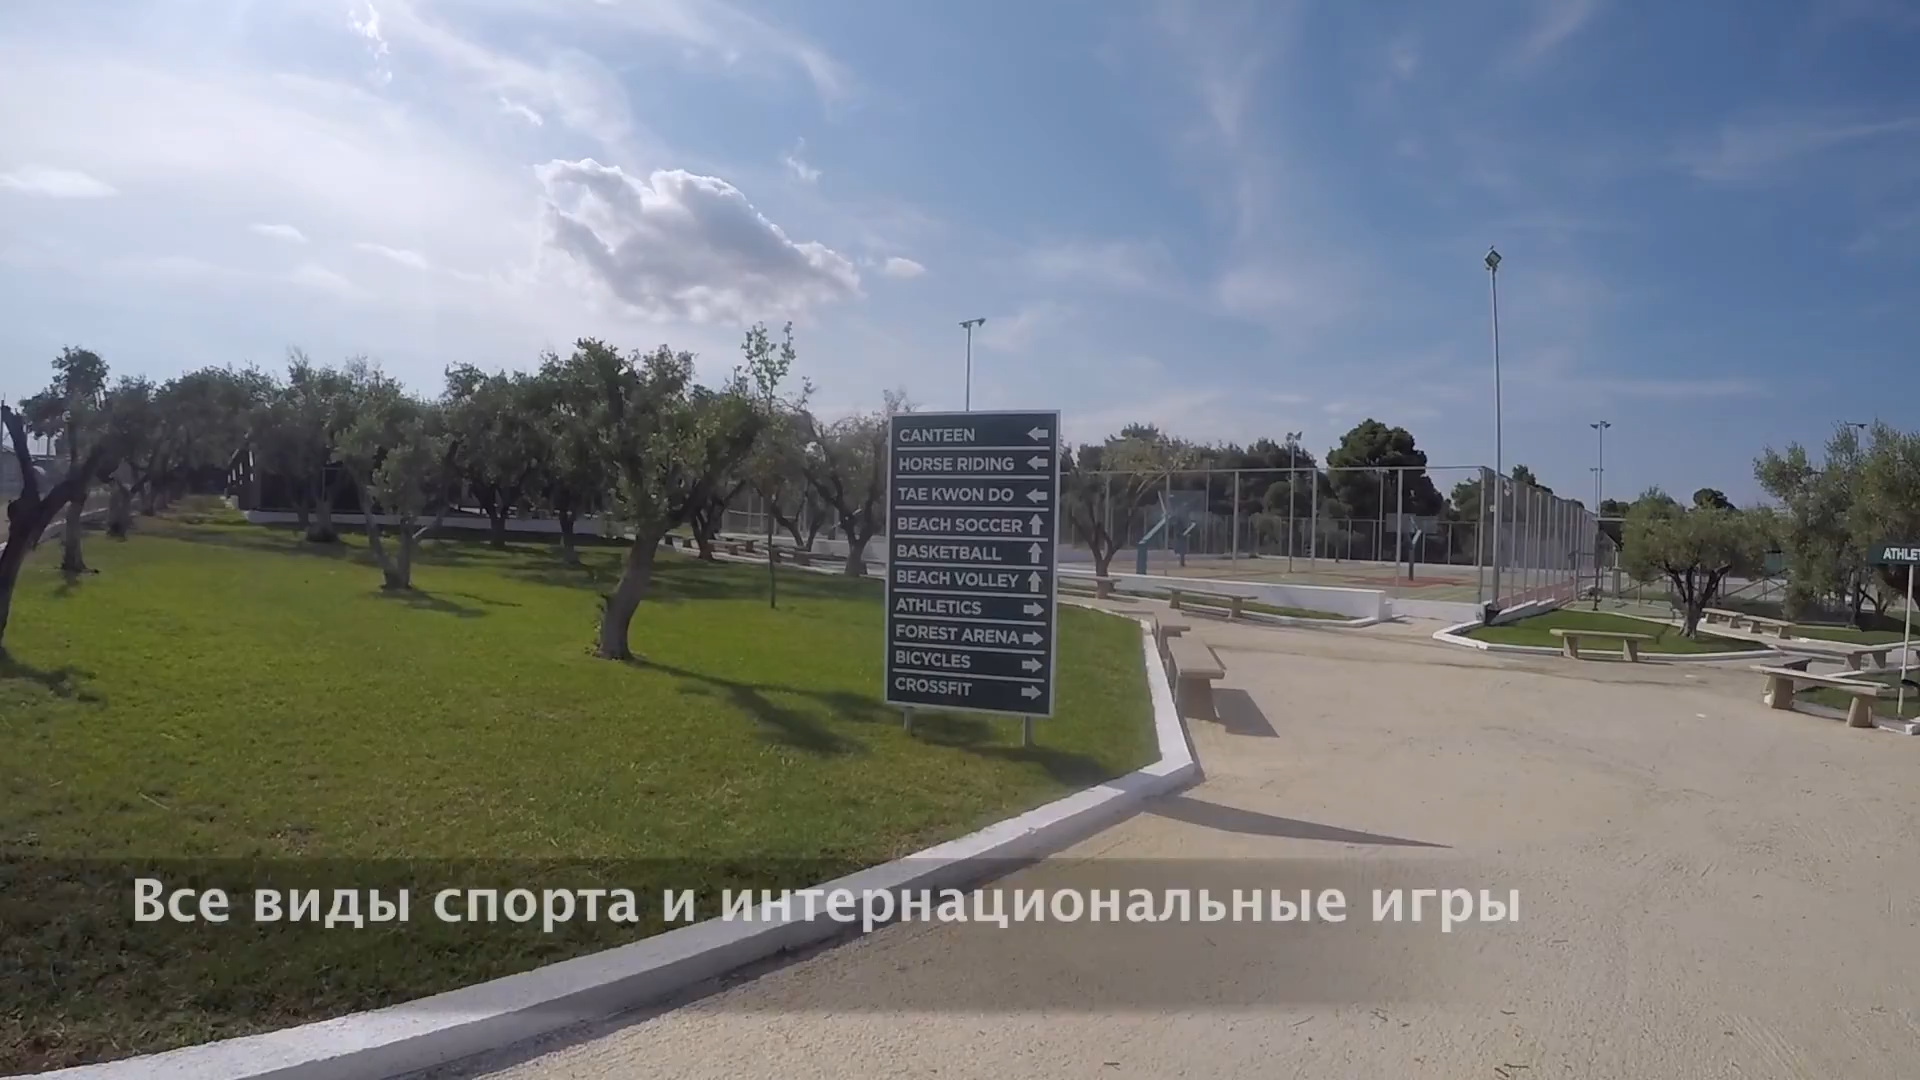 CANTEEN
HORSE RIDING
TAE KWON DO
BEACH SOCCER
BASKETBALL
BEACH VOLLEY
ATHLETICS
FOREST ARENA
BICYCLES
CROSSFIT
Все виды спорта и интернациональные игры